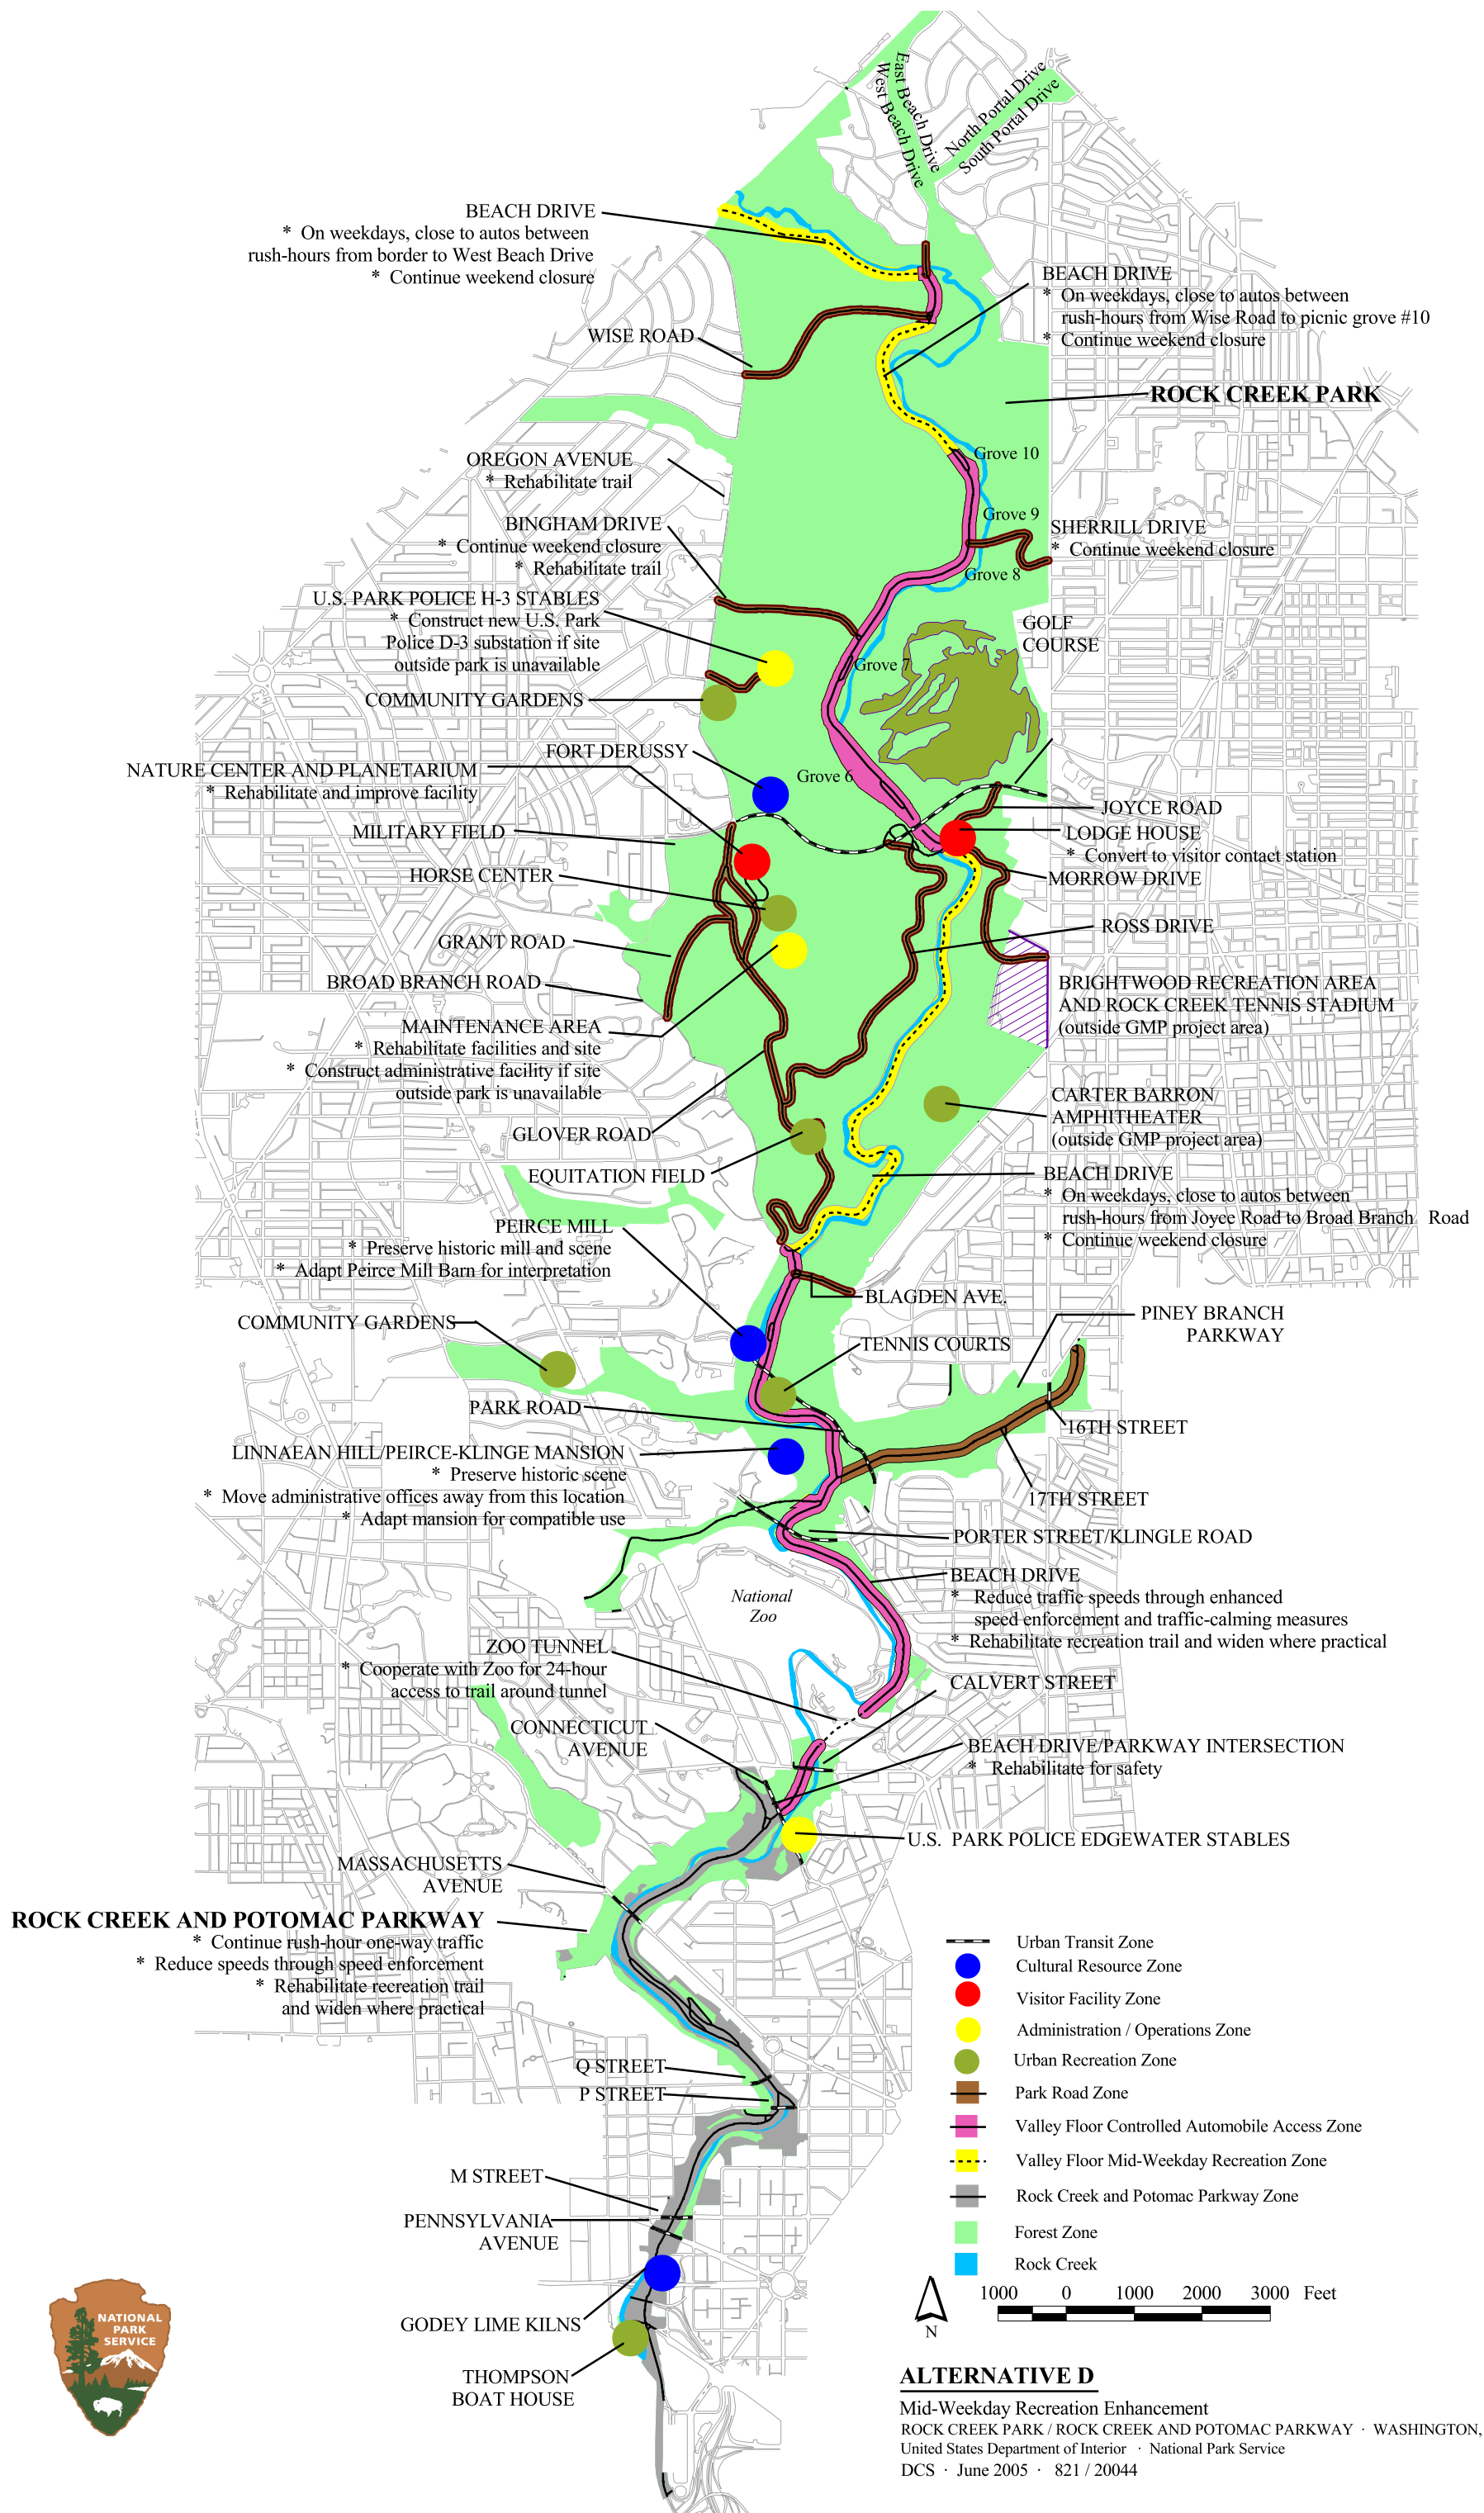 East Beach Drive
West Beach Drive
North Portal Drive
South Portal Drive
BEACH DRIVE
* On weekdays, close to autos between
rush-hours from border to West Beach Drive
* Continue weekend closure
BEACH DRIVE
* On weekdays, close to autos between
rush-hours from Wise Road to picnic grove #10
* Continue weekend closure
WISE ROAD
ROCK CREEK PARK
OREGON AVENUE
* Rehabilitate trail
Grove 10
Grove 9
BINGHAM DRIVE
* Continue weekend closure
* Rehabilitate trail
SHERRILL DRIVE
* Continue weekend closure
Grove 8
U.S. PARK POLICE H-3 STABLES
* Construct new U.S. Park
Police D-3 substation if site
outside park is unavailable
GOLF
COURSE
Grove 7
COMMUNITY GARDENS
FORT DERUSSY
NATURE CENTER AND PLANETARIUM
* Rehabilitate and improve facility
Grove 6
JOYCE ROAD
MILITARY FIELD
LODGE HOUSE
* Convert to visitor contact station
HORSE CENTER
MORROW DRIVE
ROSS DRIVE
GRANT ROAD
BROAD BRANCH ROAD
BRIGHTWOOD RECREATION AREA
AND ROCK CREEK TENNIS STADIUM
(outside GMP project area)
MAINTENANCE AREA
* Rehabilitate facilities and site
* Construct administrative facility if site
outside park is unavailable
CARTER BARRON
AMPHITHEATER
(outside GMP project area)
GLOVER ROAD
EQUITATION FIELD
BEACH DRIVE
* On weekdays, close to autos between
rush-hours from Joyce Road to Broad Branch Road
* Continue weekend closure
PEIRCE MILL
* Preserve historic mill and scene
* Adapt Peirce Mill Barn for interpretation
BLAGDEN AVE.
COMMUNITY GARDENS
PINEY BRANCH
PARKWAY
TENNIS COURTS
PARK ROAD
16TH STREET
LINNAEAN HILL/PEIRCE-KLINGE MANSION
* Preserve historic scene
* Move administrative offices away from this location
* Adapt mansion for compatible use
17TH STREET
PORTER STREET/KLINGLE ROAD
National
Zoo
BEACH DRIVE
* Reduce traffic speeds through enhanced
speed enforcement and traffic-calming measures
* Rehabilitate recreation trail and widen where practical
ZOO TUNNEL
* Cooperate with Zoo for 24-hour
access to trail around tunnel
CALVERT STREET
CONNECTICUT
AVENUE
BEACH DRIVE/PARKWAY INTERSECTION
* Rehabilitate for safety
U.S. PARK POLICE EDGEWATER STABLES
MASSACHUSETTS
AVENUE
ROCK CREEK AND POTOMAC PARKWAY
* Continue rush-hour one-way traffic
* Reduce speeds through speed enforcement
* Rehabilitate recreation trail
and widen where practical
Q STREET
P STREET
M STREET
PENNSYLVANIA
AVENUE
GODEY LIME KILNS
THOMPSON
BOAT HOUSE
Urban Transit Zone
Cultural Resource Zone
Visitor Facility Zone
Administration / Operations Zone
Urban Recreation Zone
Park Road Zone
Valley Floor Controlled Automobile Access Zone
Valley Floor Mid-Weekday Recreation Zone
Rock Creek and Potomac Parkway Zone
Forest Zone
Rock Creek
1000 0 1000 2000 3000 Feet
N
NATIONAL
PARK
SERVICE
ALTERNATIVE D
Mid-Weekday Recreation Enhancement
ROCK CREEK PARK / ROCK CREEK AND POTOMAC PARKWAY · WASHINGTON,
United States Department of Interior · National Park Service
DCS · June 2005 · 821 / 20044